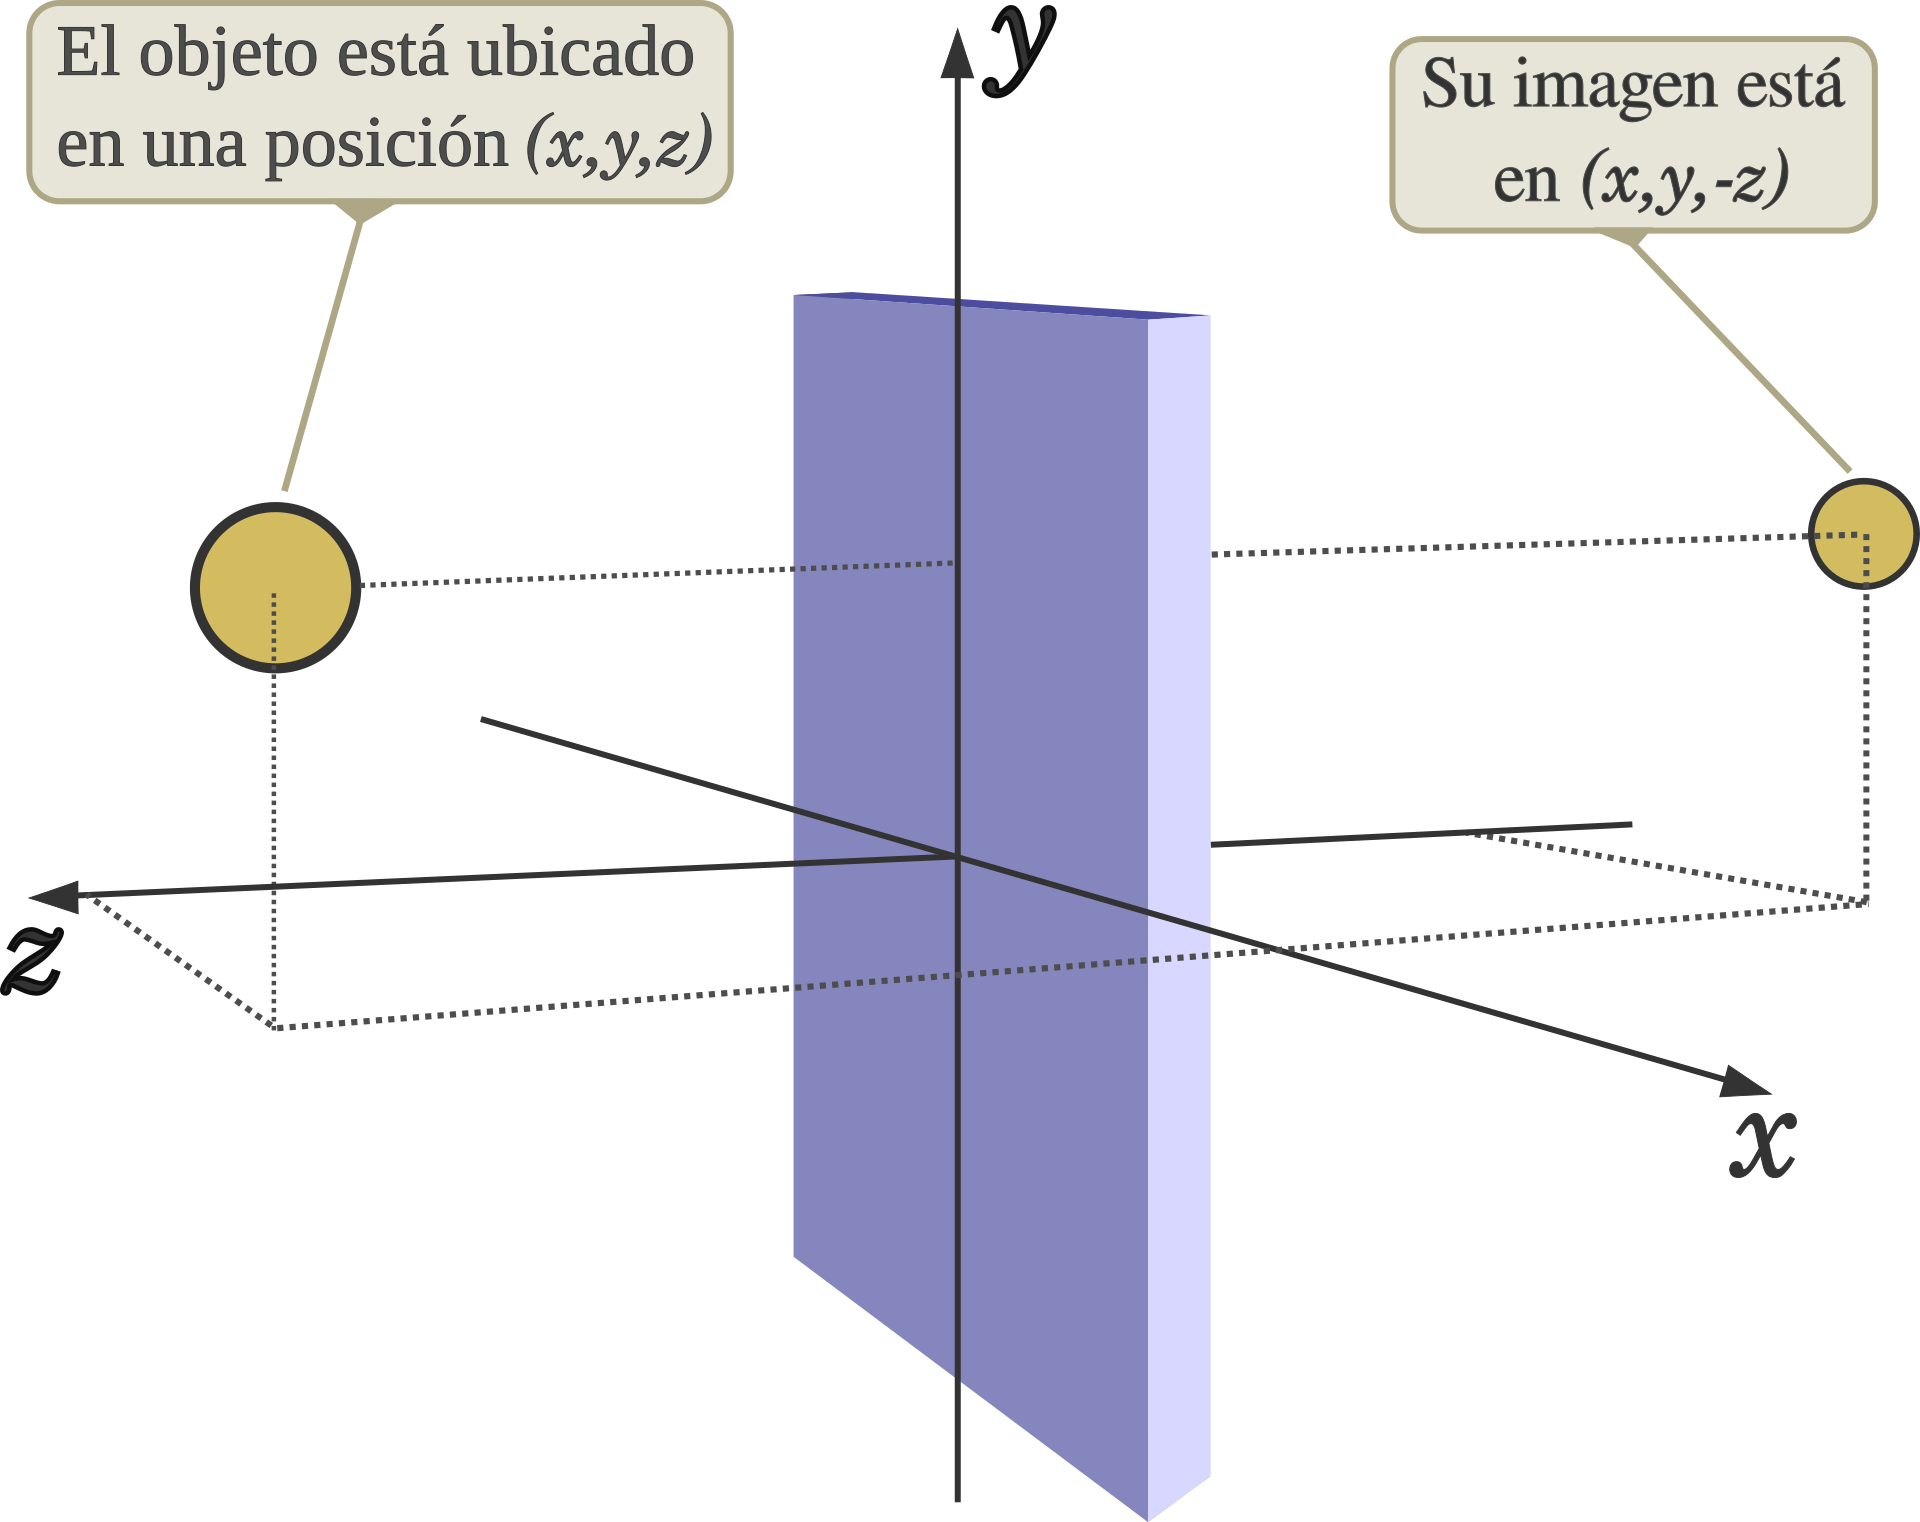 El objeto está ubicado
en una posición (x,y,z)
Su imagen está
en (x,y,-z)
y
z
x